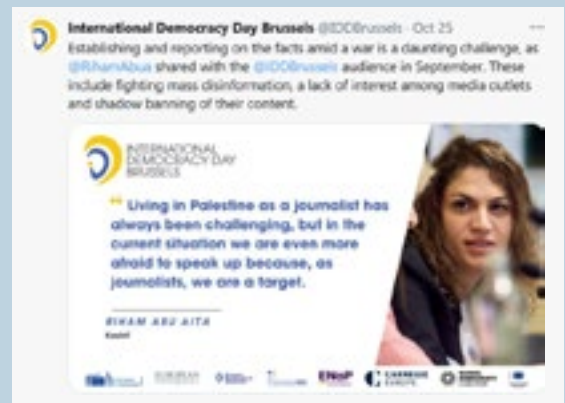 International Democracy Day Brussels @IDDBrussels · Oct 25
Establishing and reporting on the facts amid a war is a daunting challenge, as
@RihamAbua shared with the @IDDBrussels audience in September. These
include fighting mass disinformation, a lack of interest among media outlets
and shadow banning of their content.
INTERNATIONAL
DEMOCRACY DAY
BRUSSELS
“ Living in Palestine as a journalist has
always been challenging, but in the
current situation we are even more
afraid to speak up because, as
journalists, we are a target.
RIHAM ABU AITA
Kashif
ENoP
CARNEGIE
EUROPE